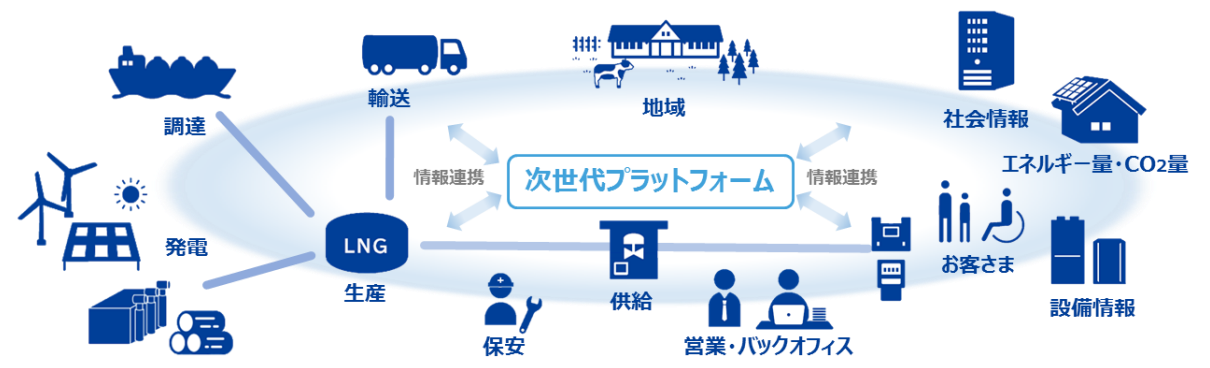 輸送
調達
地域
社会情報
エネルギー量・CO2量
情報連携
次世代プラットフォーム
情報連携
発電
LNG
生産
供給
お客さま
設備情報
保安
営業・バックオフィス